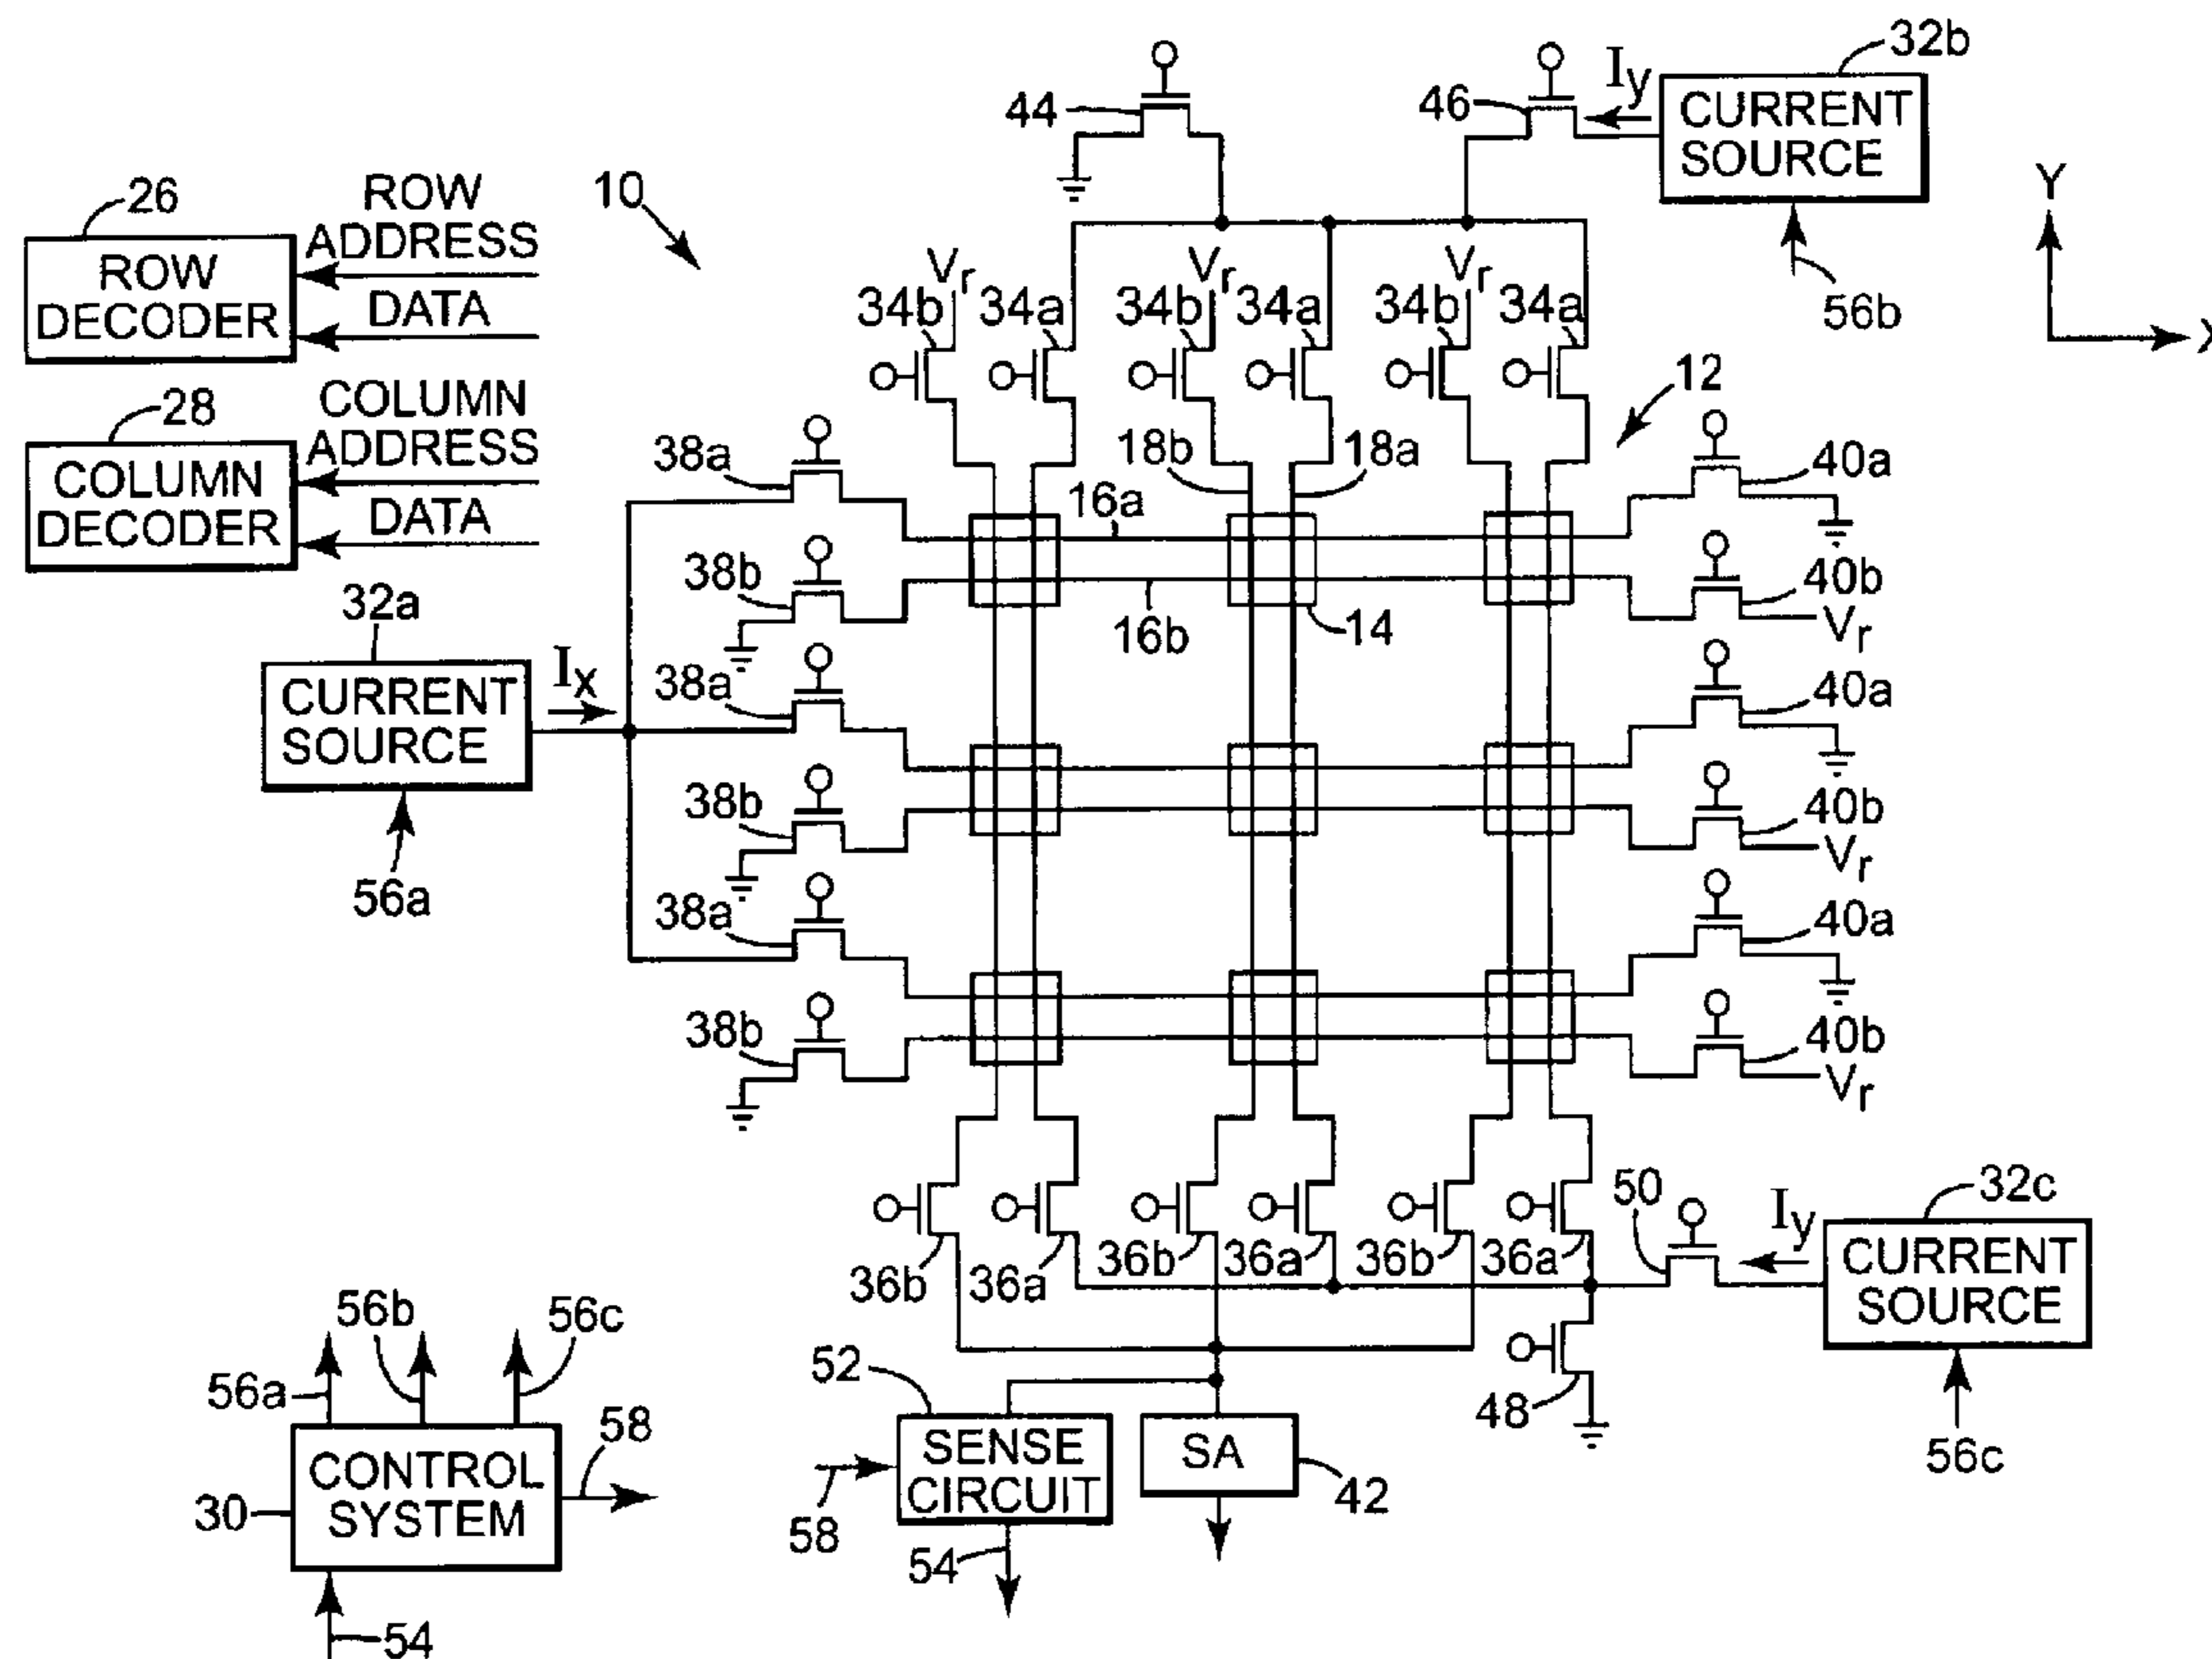 32b
44
46
Iy
CURRENT
SOURCE
56b
Y
X
26
ROW
ADDRESS
DATA
ROW
DECODER
10
28
COLUMN
ADDRESS
DATA
COLUMN
DECODER
Vr
Vr
Vr
34b
34a
34b
34a
34b
34a
12
18b
18a
16a
16b
14
38a
38b
38a
38b
38a
38b
40a
40b
Vr
40a
40b
Vr
40a
40b
Vr
32a
CURRENT
SOURCE
Ix
56a
36b
36a
36b
36a
36b
36a
50
Iy
32c
CURRENT
SOURCE
56c
48
52
SENSE
CIRCUIT
58
54
SA
42
56a
56b
56c
58
CONTROL
SYSTEM
30
54